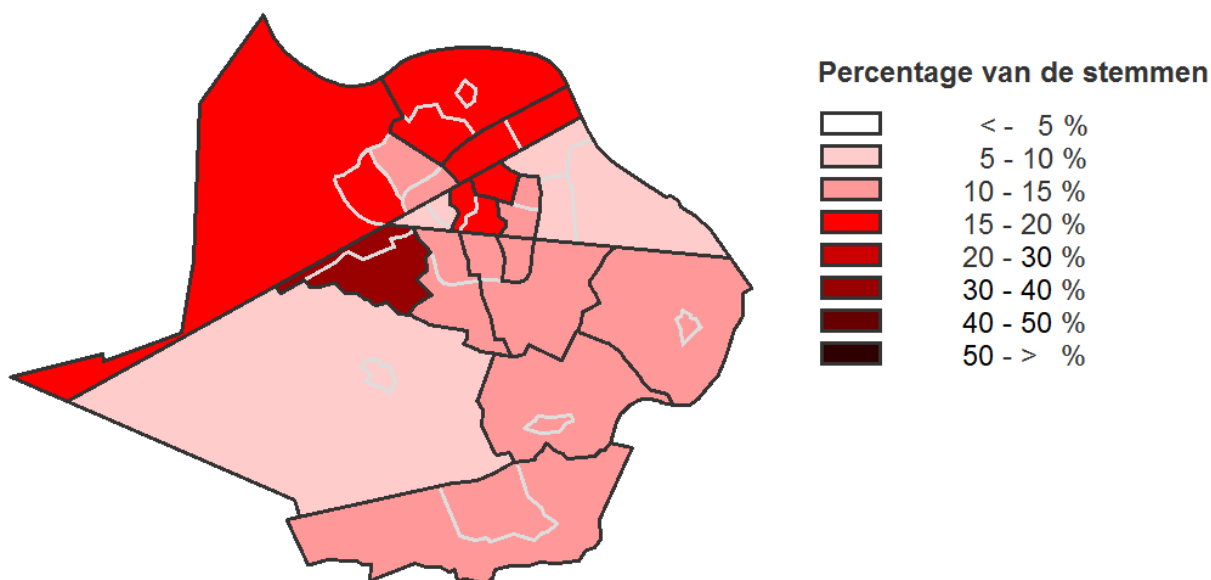 Percentage van de stemmen
< - 5 %
5 - 10 %
10 - 15 %
15 - 20 %
20 - 30 %
30 - 40 %
40 - 50 %
50 - > %